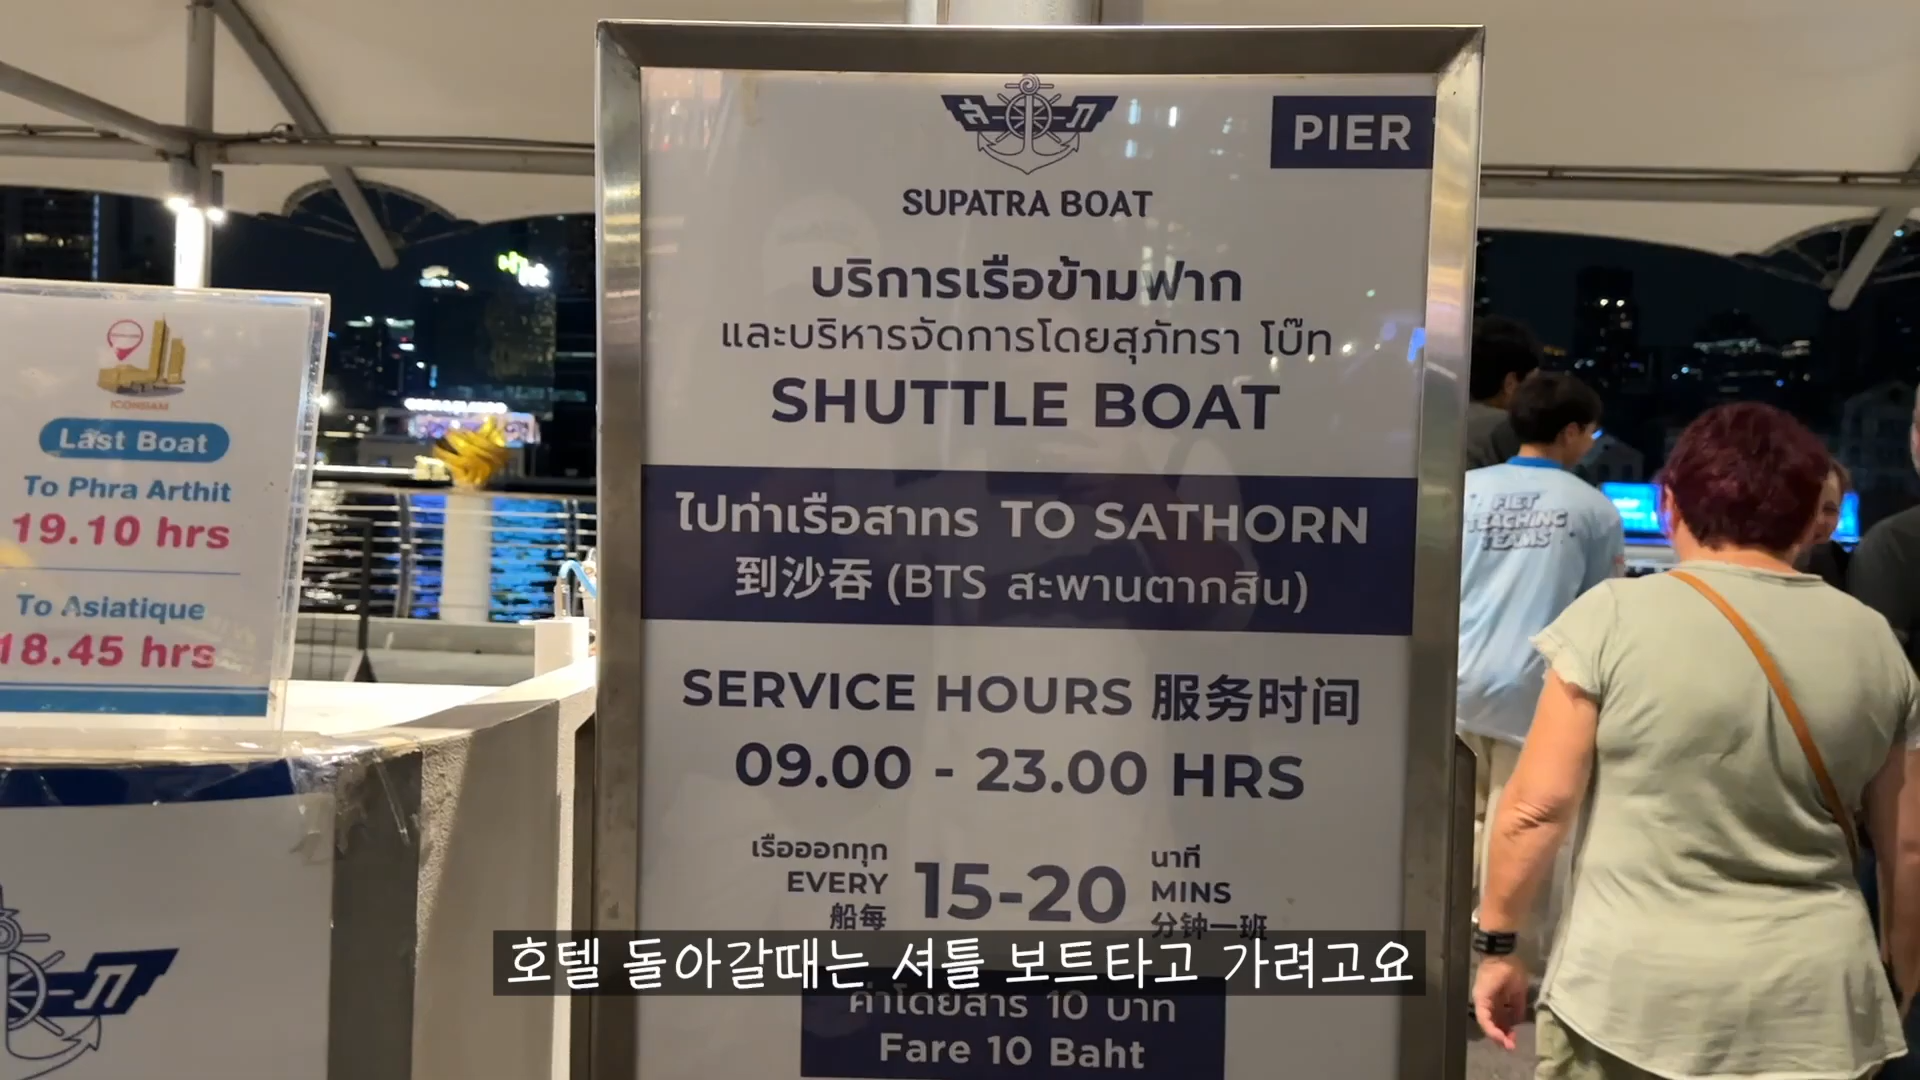 ส ภ
SUPATRA BOAT
PIER
บริการเรือข้ามฟาก
และบริหารจัดการโดยสุภัทรา โบ๊ท
SHUTTLE BOAT
ไปท่าเรือสาทร TO SATHORN
到沙吞 (BTS สะพานตากสิน)
SERVICE HOURS 服务时间
09.00 - 23.00 HRS
เรือออกทุก
EVERY
船每
15-20
นาที
MINS
分钟一班
ค่าโดยสาร 10 บาท
Fare 10 Baht
ICONSIAM
Last Boat
To Phra Arthit
19.10 hrs
To Asiatique
18.45 hrs
ภ
FIET
TEACHING
TEAMS
호텔 돌아갈때는 셔틀 보트타고 가려고요